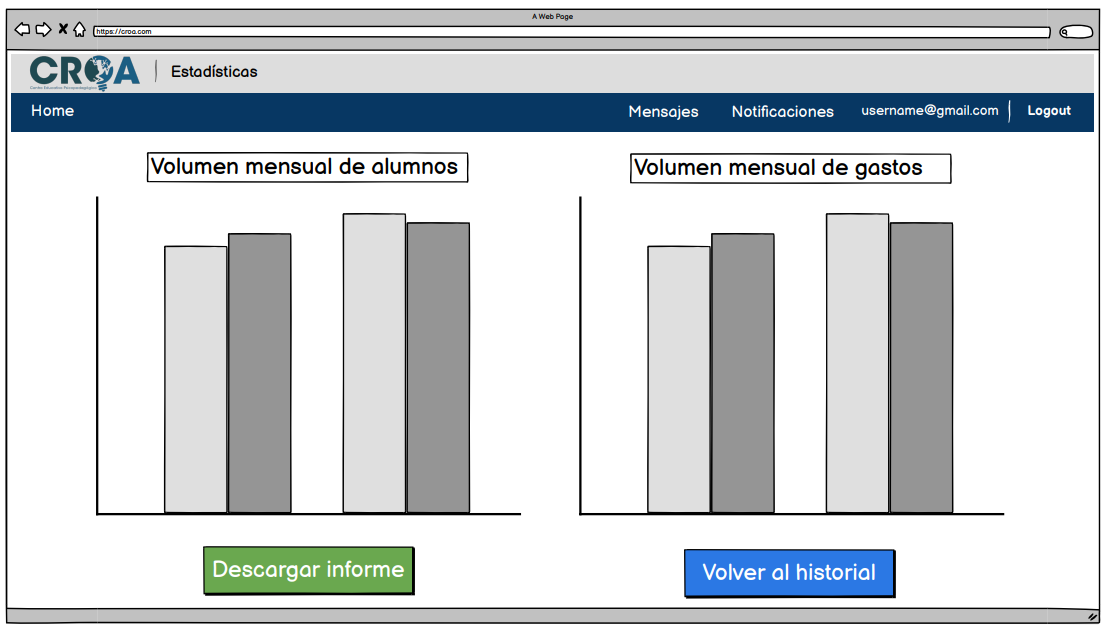 A Web Page
https://croa.com
CROA
Centro Educativo Psicopedagógico
Estadísticas
Home
Mensajes
Notificaciones
username@gmail.com
Logout
Volumen mensual de alumnos
Volumen mensual de gastos
Descargar informe
Volver al historial